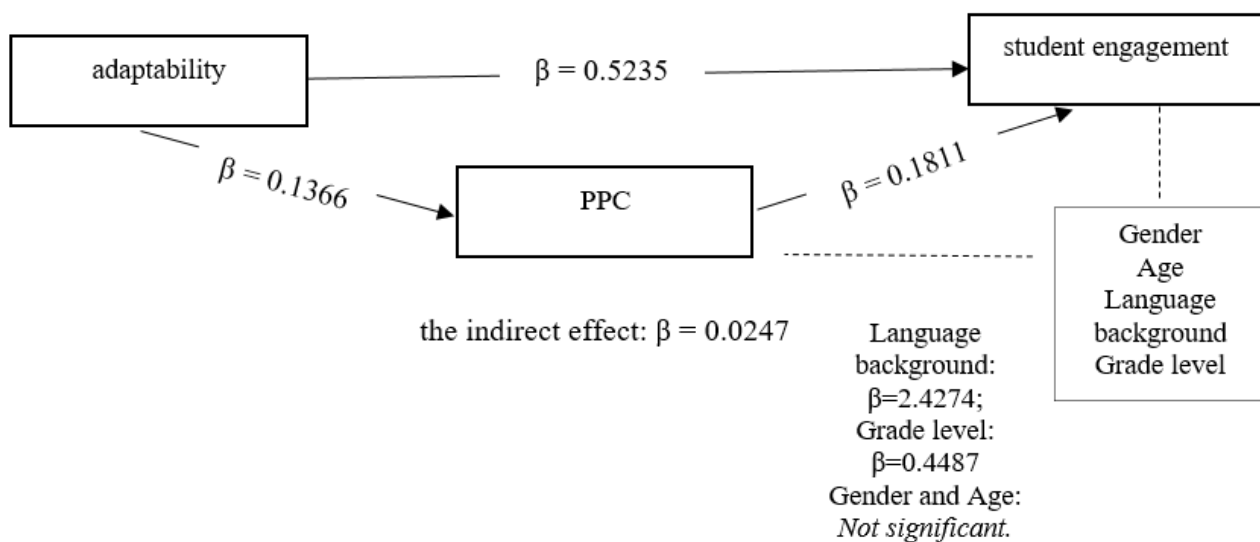 adaptability
β = 0.5235
student engagement
β = 0.1366
PPC
β = 0.1811
the indirect effect: β = 0.0247
Language
background:
β=2.4274;
Grade level:
β=0.4487
Gender and Age:
Not significant.
Gender
Age
Language
background
Grade level